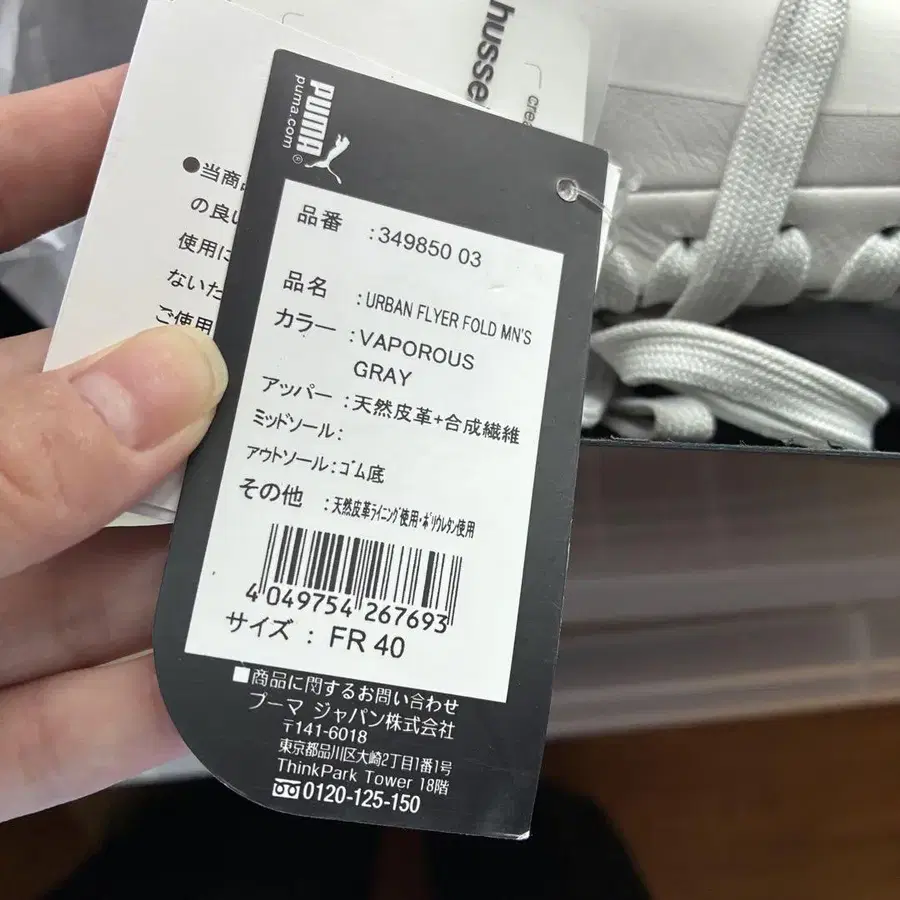 husse
crea
PUMA
puma.com
●当商
の良い
使用に
ないた
ご使用
品番 :349850 03
品名 :URBAN FLYER FOLD MN'S
カラー :VAPOROUS
GRAY
アッパー :天然皮革+合成繊維
ミッドソール:
アウトソール:ゴム底
その他 :天然皮革ライニング使用・ポリウレタン使用
4 049754 267693
サイズ : FR 40
■商品に関するお問い合わせ
プーマ ジャパン株式会社
〒141-6018
東京都品川区大崎2丁目1番1号
ThinkPark Tower 18階
0120-125-150